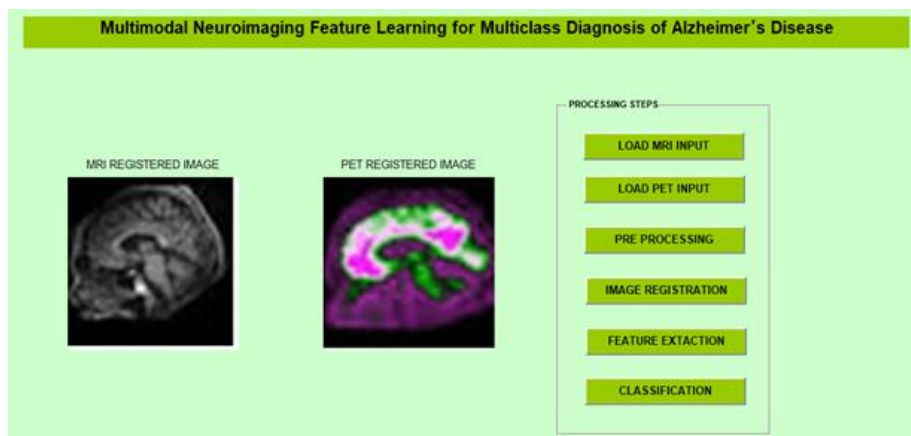 Multimodal Neuroimaging Feature Learning for Multiclass Diagnosis of Alzheimer's Disease
PROCESSING STEPS
MRI REGISTERED IMAGE
PET REGISTERED IMAGE
LOAD MRI INPUT
LOAD PET INPUT
PRE PROCESSING
IMAGE REGISTRATION
FEATURE EXTACTION
CLASSIFICATION